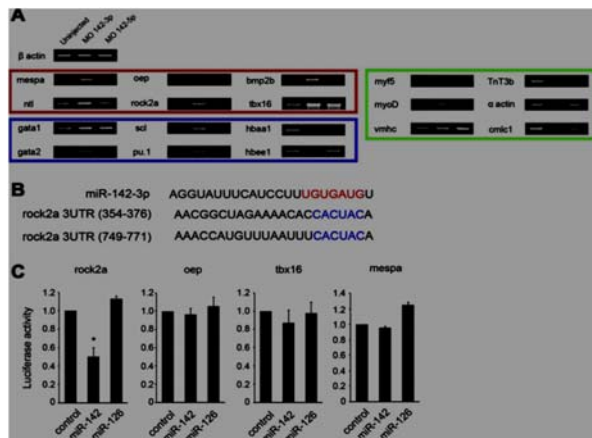 A
Uninjected
MO 142-3p
MO 142-5p
β actin
mespa oep bmp2b
ntl rock2a tbx16
gata1 scl hbaa1
gata2 pu.1 hbee1
myf5 TnT3b
myoD α actin
vmhc cmlc1
B
miR-142-3p AGGUAUUUCAUCCUUUGUGAUGU
rock2a 3UTR (354-376) AACGGCUAGAAAACACCACUACA
rock2a 3UTR (749-771) AAACCAUGUUUAAUUUCACUACA
C
rock2a oep tbx16 mespa
Luciferase activity
1.2 1.2 1.2 1.4
1.0 1.0 1.0 1.2
0.8 0.8 0.8 1.0
0.6 0.6 0.6 0.8
0.4 0.4 0.4 0.6
0.2 0.2 0.2 0.4
0 0 0 0.2
0
*
control miR-142 miR-126 control miR-142 miR-126 control miR-142 miR-126 control miR-142 miR-126